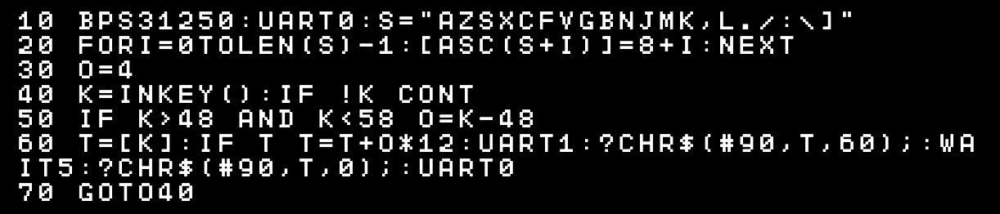 10 BPS31250:UART0:S="AZSXCFVGBNJMK,L./:\]"
20 FORI=0TOLEN(S)-1:[ASC(S+I)]=8+I:NEXT
30 O=4
40 K=INKEY():IF !K CONT
50 IF K>48 AND K<58 O=K-48
60 T=[K]:IF T T=T+O*12:UART1:?CHR$(#90,T,60);:WA
IT5:?CHR$(#90,T,0);:UART0
70 GOTO40